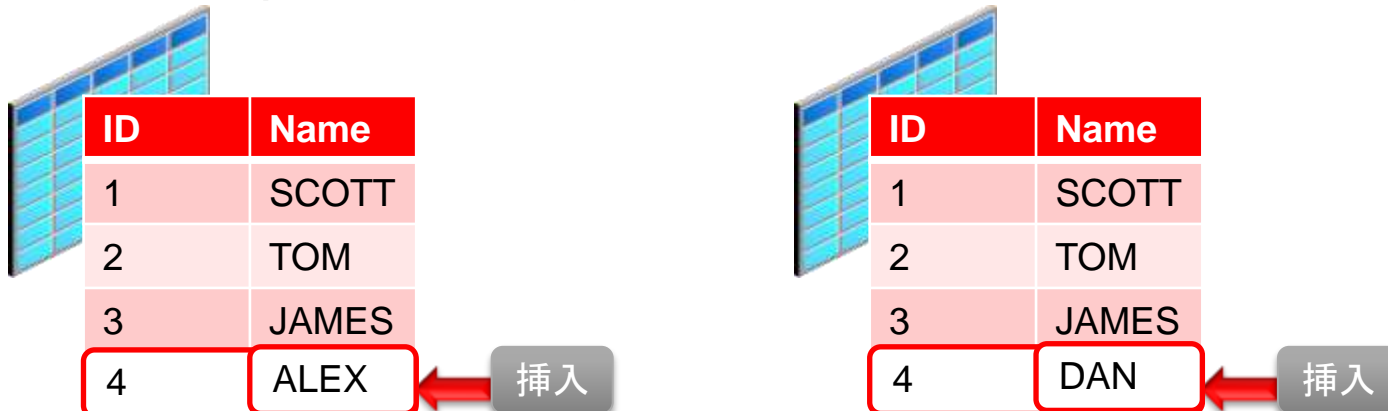 ID Name
1 SCOTT
2 TOM
3 JAMES
4 ALEX 挿入
ID Name
1 SCOTT
2 TOM
3 JAMES
4 DAN 挿入